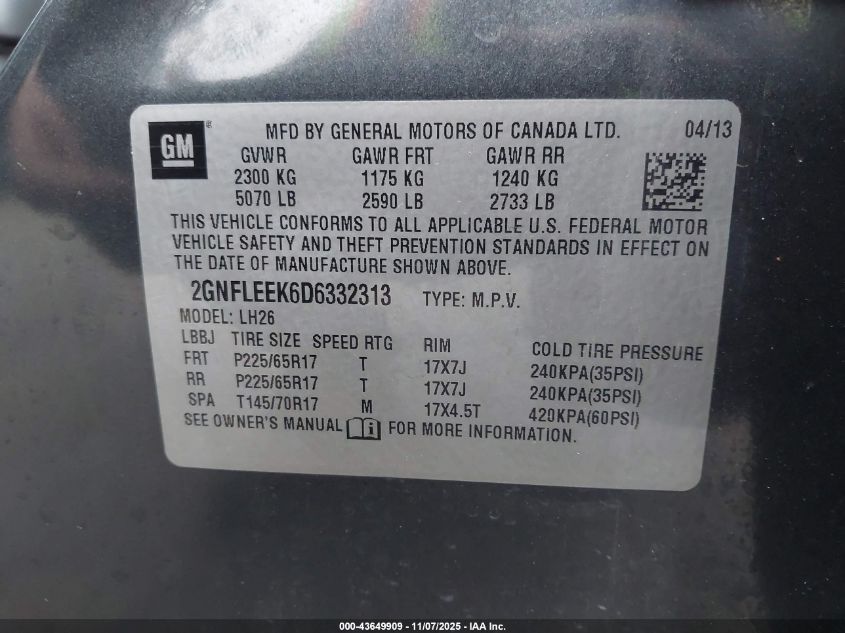 GM ®
MFD BY GENERAL MOTORS OF CANADA LTD. 04/13
GVWR GAWR FRT GAWR RR
2300 KG 1175 KG 1240 KG
5070 LB 2590 LB 2733 LB
THIS VEHICLE CONFORMS TO ALL APPLICABLE U.S. FEDERAL MOTOR
VEHICLE SAFETY AND THEFT PREVENTION STANDARDS IN EFFECT ON
THE DATE OF MANUFACTURE SHOWN ABOVE.
2GNFLEEK6D6332313 TYPE: M.P.V.
MODEL: LH26
LBBJ TIRE SIZE SPEED RTG RIM COLD TIRE PRESSURE
FRT P225/65R17 T 17X7J 240KPA(35PSI)
RR P225/65R17 T 17X7J 240KPA(35PSI)
SPA T145/70R17 M 17X4.5T 420KPA(60PSI)
SEE OWNER'S MANUAL i FOR MORE INFORMATION.
000-43649909 - 11/07/2025 - IAA Inc.